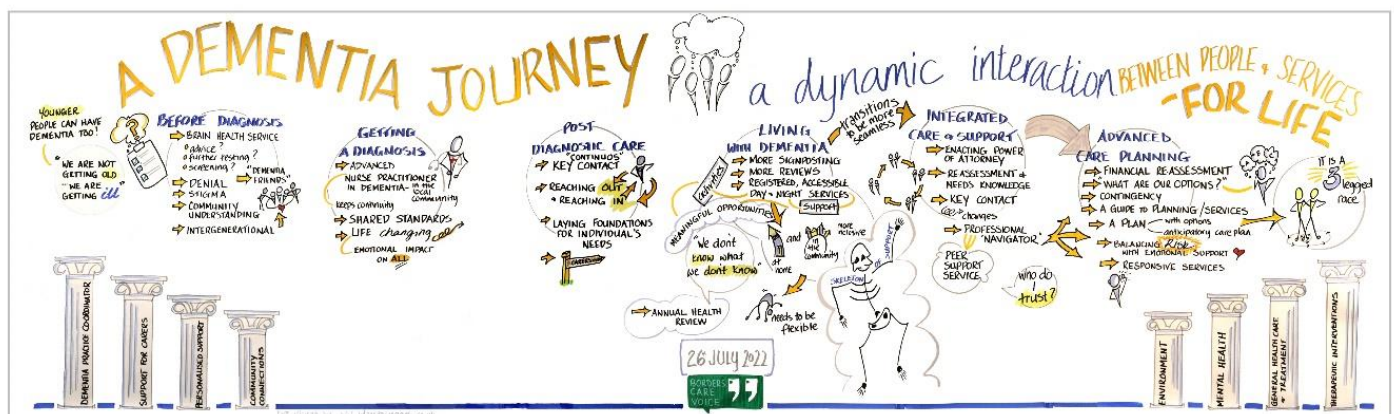 A DEMENTIA JOURNEY
a dynamic interaction
BETWEEN PEOPLE & SERVICES
- FOR LIFE
YOUNGER
PEOPLE CAN HAVE
DEMENTIA TOO!
"WE ARE NOT
GETTING OLD
"WE ARE
GETTING ill
BEFORE DIAGNOSIS
BRAIN HEALTH SERVICE
advice?
further testing?
screening?
DENIAL
STIGMA
COMMUNITY
UNDERSTANDING
INTERGENERATIONAL
"DEMENTIA
FRIENDS"
GETTING
A DIAGNOSIS
ADVANCED
NURSE PRACTITIONER
IN DEMENTIA-
in the
local
community
keeps continuity
SHARED STANDARDS
LIFE changing
EMOTIONAL IMPACT
ON ALL
POST
DIAGNOSTIC CARE
"CONTINUOS"
KEY CONTACT
REACHING OUT
+ REACHING IN
LAYING FOUNDATIONS
FOR INDIVIDUAL'S
NEEDS
LIVING
WITH DEMENTIA
MORE SIGNPOSTING
MORE REVIEWS
REGISTERED, ACCESSIBLE
DAY + NIGHT SERVICES
activities
Support
MEANINGFUL OPPORTUNITIES
at
home
and
in the
community
more
inclusive
"We don't
know what
we don't know"
ANNUAL HEALTH
REVIEW
needs to be
flexible
transitions
to be more
seamless
SKELETON
OF SUPPORT
INTEGRATED
CARE & SUPPORT
ENACTING POWER
OF ATTORNEY
REASSESSMENT &
NEEDS KNOWLEDGE
KEY CONTACT
changes
PROFESSIONAL
"NAVIGATOR"
PEER
SUPPORT
SERVICE
Who do
I
trust?
ADVANCED
CARE PLANNING
FINANCIAL REASSESSMENT
"WHAT ARE OUR OPTIONS?"
CONTINGENCY
A GUIDE TO PLANNING/SERVICES
A PLAN
with options
anticipatory care plan
BALANCING Risk
WITH EMOTIONAL SUPPORT
RESPONSIVE SERVICES
IT IS A
3 legged
race
DEMENTIA PRACTICE COORDINATOR
SUPPORT FOR CARERS
PERSONALISED SUPPORT
COMMUNITY
CONNECTIONS
26 JULY 2022
BORDERS
CARE
VOICE
ENVIRONMENT
MENTAL HEALTH
GENERAL HEALTH CARE
+ TREATMENT
THERAPEUTIC INTERVENTIONS